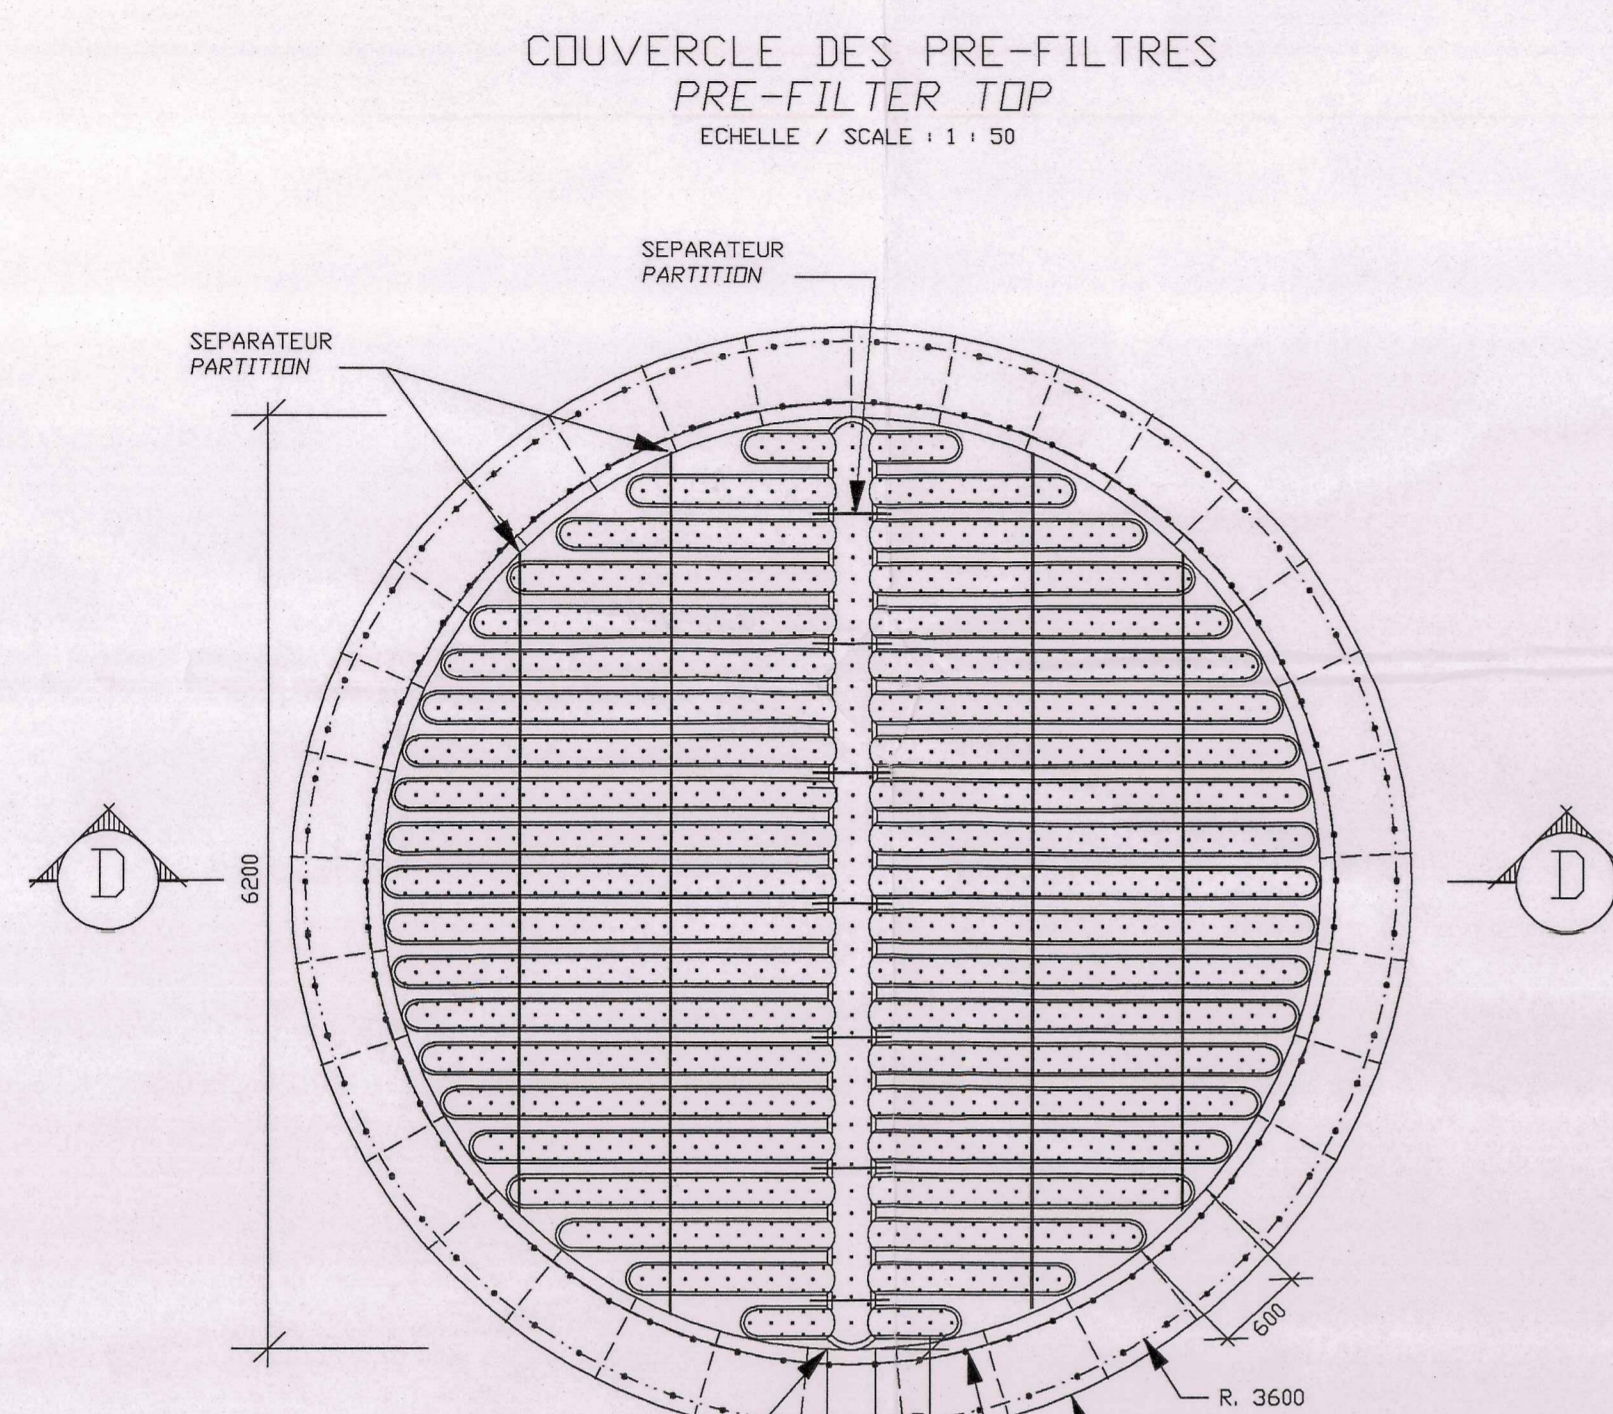 COUVERCLE DES PRE-FILTRES
PRE-FILTER TOP
ECHELLE / SCALE : 1 : 50
SEPARATEUR
PARTITION
SEPARATEUR
PARTITION
6200
D
D
600
R. 3600